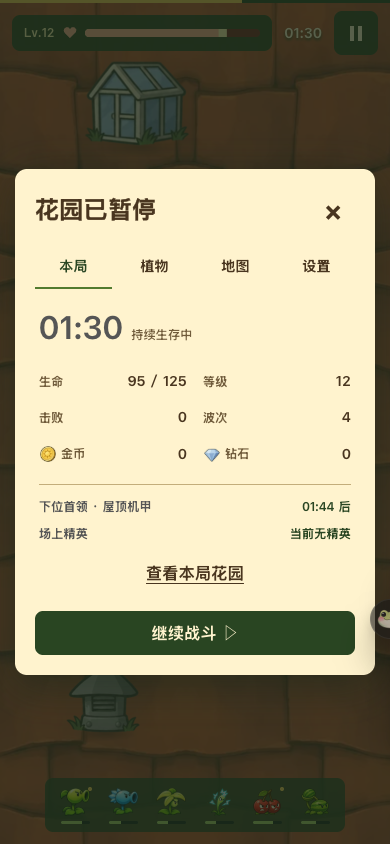 Lv.12
01:30
花园已暂停
×
本局 植物 地图 设置
01:30 持续生存中
生命 95 / 125 等级 12
击败 0 波次 4
金币 0 钻石 0
下位首领 · 屋顶机甲 01:44 后
场上精英 当前无精英
查看本局花园
继续战斗 ▷